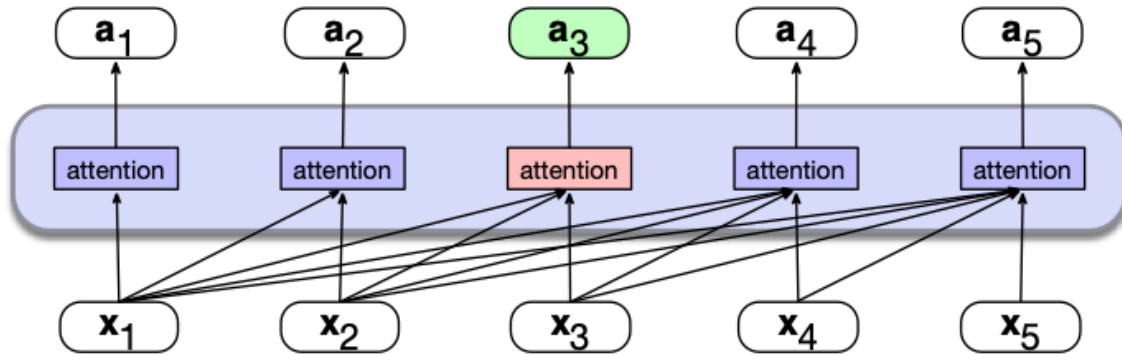 a1 a2 a3 a4 a5
attention attention attention attention attention
x1 x2 x3 x4 x5